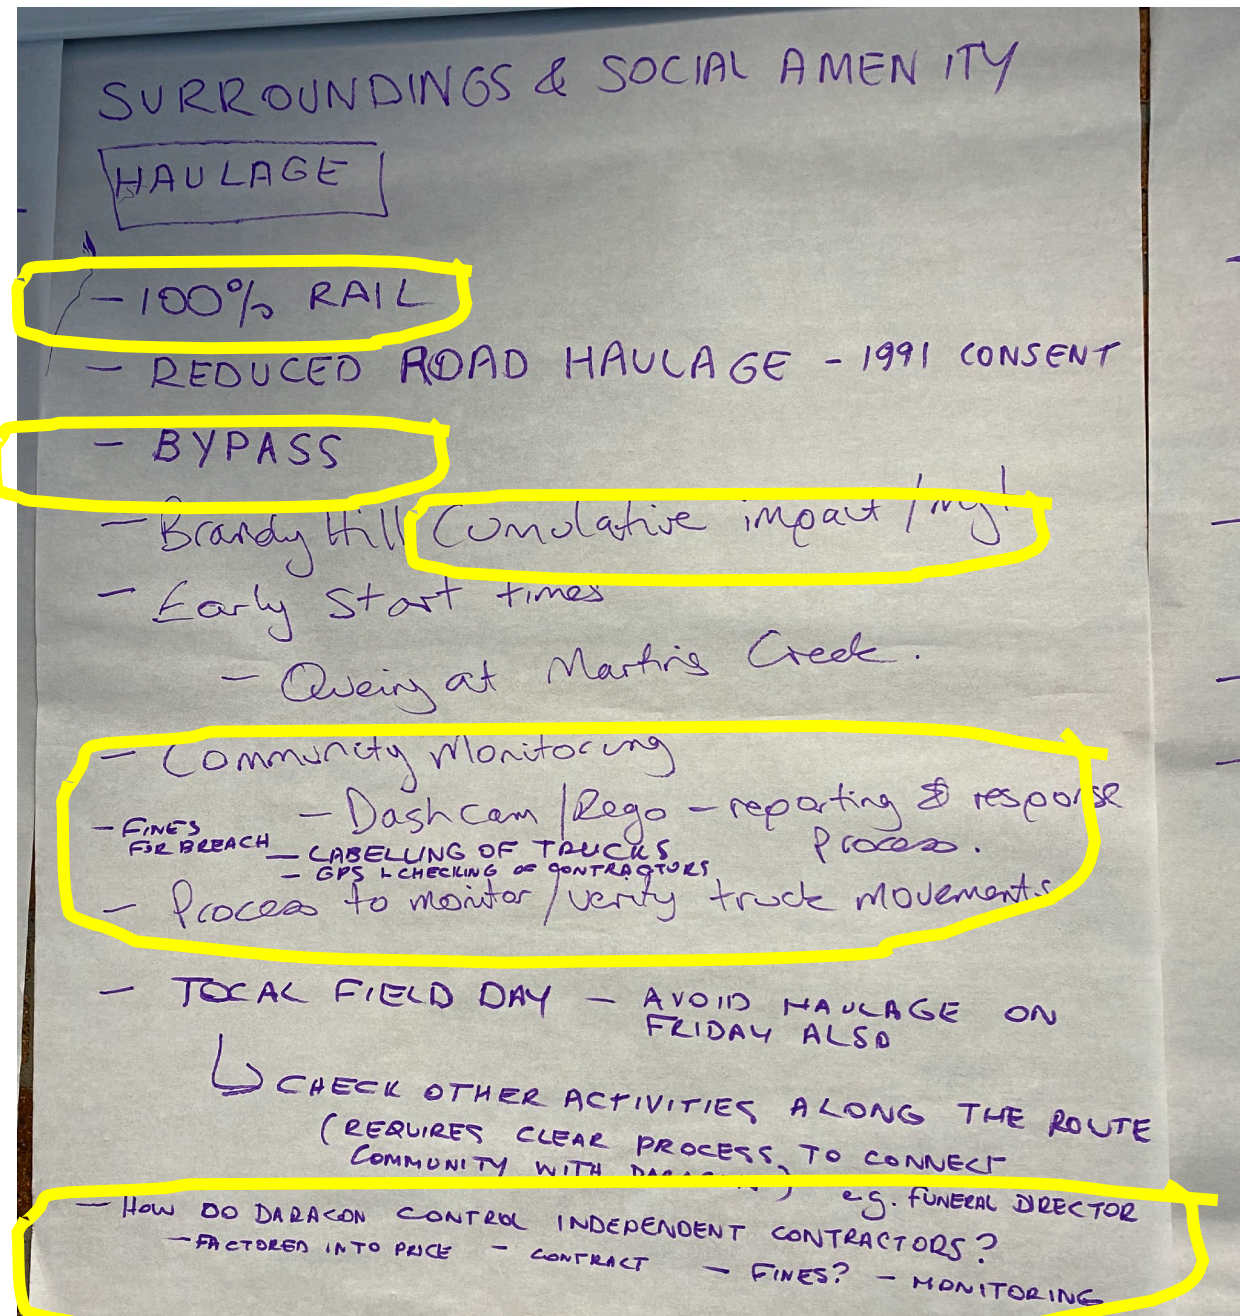 SURROUNDINGS & SOCIAL AMENITY
HAULAGE
- 100% RAIL
- REDUCED ROAD HAULAGE - 1991 CONSENT
- BYPASS
- Brandy Hill Cumulative impact /
- Early start times
- Queing at Martins Creek.
- Community Monitoring
- Dashcam/Rego - reporting & response
process.
- FINES
FOR BREACH
- LABELLING OF TRUCKS
- GPS & CHECKING OF CONTRACTORS
- Process to monitor/verify truck movements
- TOCAL FIELD DAY - AVOID HAULAGE ON
FRIDAY ALSO
↳ CHECK OTHER ACTIVITIES ALONG THE ROUTE
(REQUIRES CLEAR PROCESS TO CONNECT
COMMUNITY WITH
e.g. FUNERAL DIRECTOR
- HOW DO DARACON CONTROL INDEPENDENT CONTRACTORS?
- FACTORED INTO PRICE - CONTRACT - FINES? - MONITORING